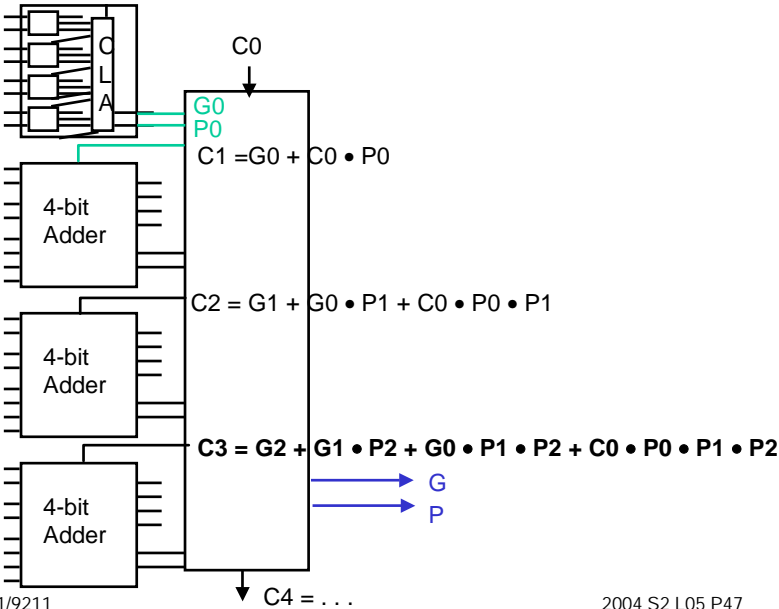 C
L
A
C0
G0
P0
C1 =G0 + C0 • P0
4-bit
Adder
C2 = G1 + G0 • P1 + C0 • P0 • P1
4-bit
Adder
C3 = G2 + G1 • P2 + G0 • P1 • P2 + C0 • P0 • P1 • P2
G
P
4-bit
Adder
C4 = . . .
1/9211
2004 S2 L05 P47